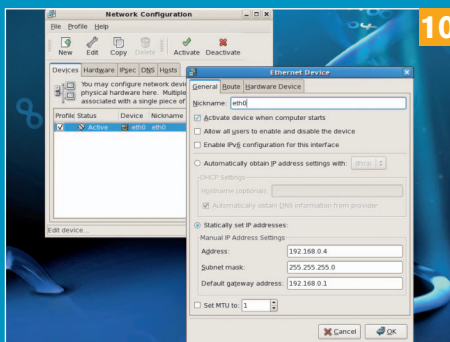 10
Network Configuration
File Profile Help
New Edit Copy Delete Activate Deactivate
Devices Hardware IPsec DNS Hosts
You may configure network devi
physical hardware here. Multiple
associated with a single piece of
Profile Status Device Nickname
Active eth0 eth0
Edit device...
Ethernet Device
General Route Hardware Device
Nickname: eth0
Activate device when computer starts
Allow all users to enable and disable the device
Enable IPv6 configuration for this interface
Automatically obtain IP address settings with: dhcp
DHCP Settings
Hostname (optional):
Automatically obtain DNS information from provider
Statically set IP addresses:
Manual IP Address Settings
Address: 192.168.0.4
Subnet mask: 255.255.255.0
Default gateway address: 192.168.0.1
Set MTU to: 1
Cancel OK